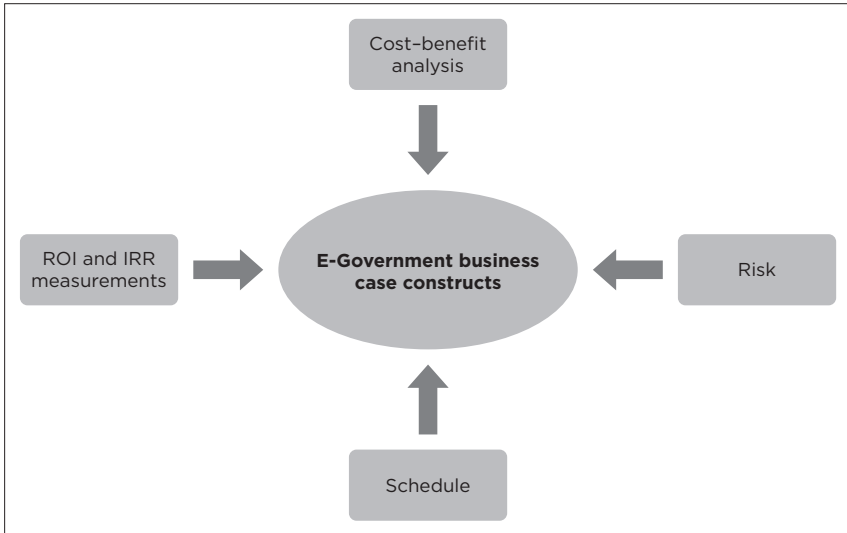 Cost–benefit
analysis
ROI and IRR
measurements
E-Government business
case constructs
Risk
Schedule